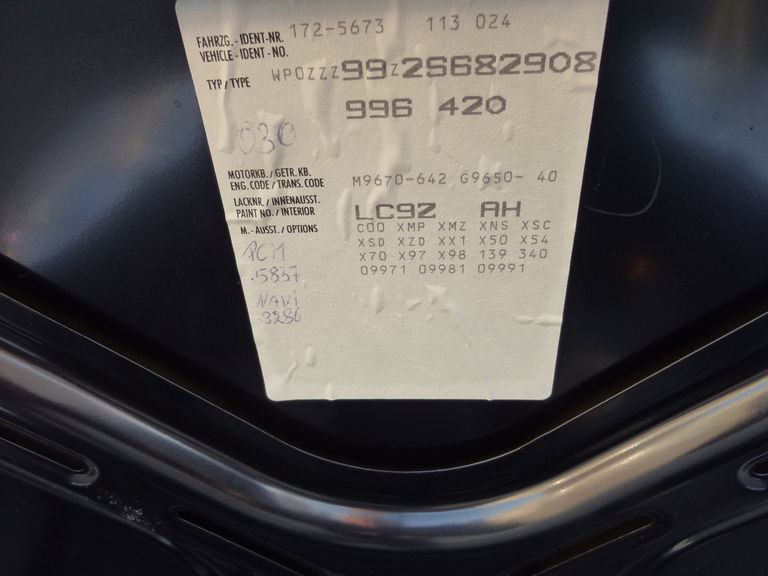 FAHRZG.-IDENT-NR. 172-5673 113 024
VEHICLE-IDENT-NO.
TYP/TYPE WP0ZZZ99Z2S682908
996 420
030
MOTORKB./GETR.KB.
ENG.CODE/TRANS.CODE M9670-642 G9650- 40
LACKNR./INNENAUSST.
PAINT NO./INTERIOR LC9Z AH
M.-AUSST./OPTIONS C00 XMP XMZ XNS XSC
XSD XZD XX1 X50 X54
PCM X70 X97 X98 139 340
5837 09971 09981 09991
NAVI
3286